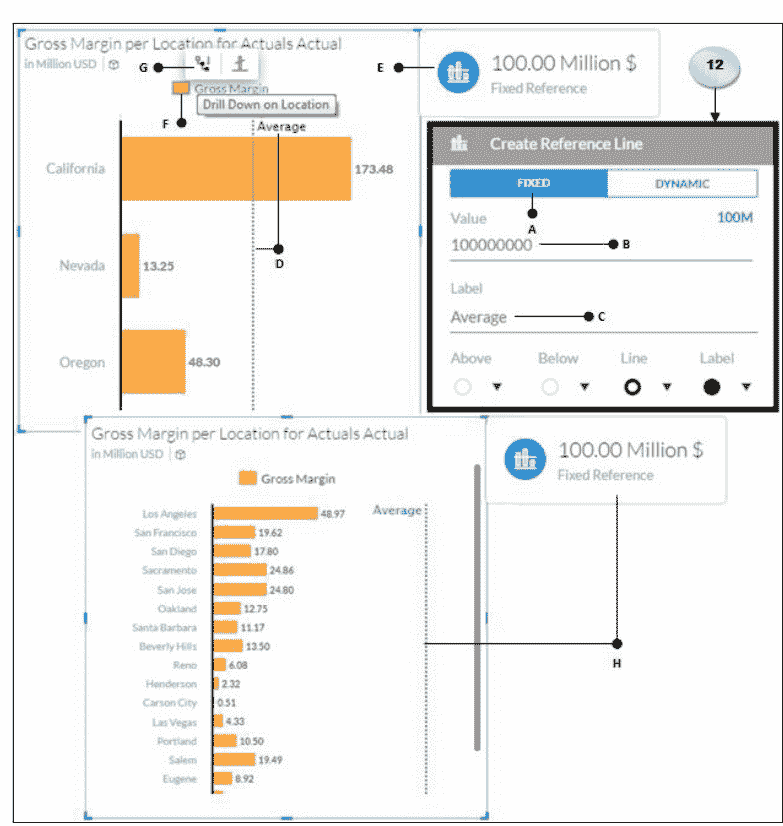 Gross Margin per Location for Actuals Actual
in Million USD
G
Gross Margin
Drill Down on Location
F
Average
California
173.48
Nevada
13.25
D
Oregon
48.30
E
100.00 Million $
Fixed Reference
12
Create Reference Line
FIXED
DYNAMIC
A
Value
100M
100000000
B
Label
Average
C
Above
Below
Line
Label
Gross Margin per Location for Actuals Actual
in Million USD
Gross Margin
100.00 Million $
Fixed Reference
Average
Los Angeles
48.97
San Francisco
19.62
San Diego
17.80
Sacramento
24.86
San Jose
24.80
Oakland
12.75
Santa Barbara
11.17
Beverly Hills
13.50
Reno
6.08
Henderson
2.32
Carson City
0.51
Las Vegas
4.33
Portland
10.50
Salem
19.49
Eugene
8.92
H